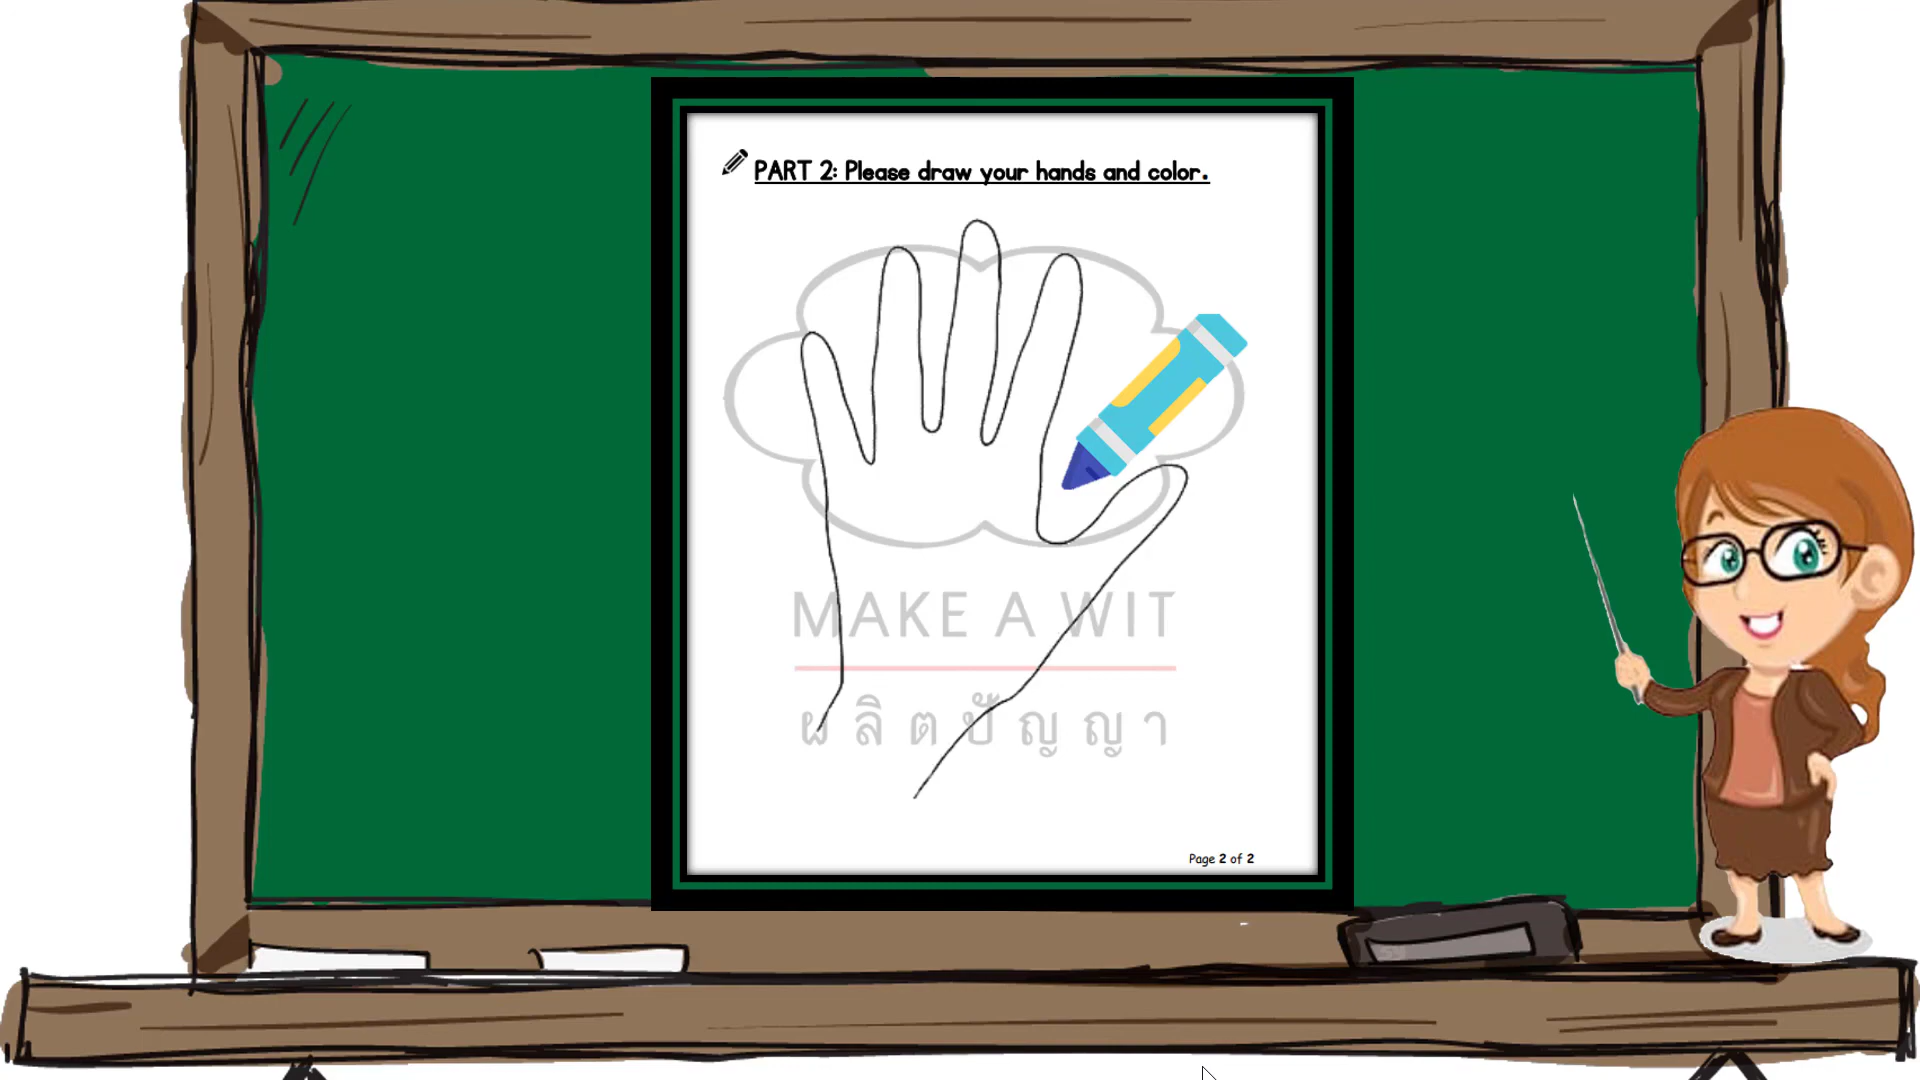 PART 2: Please draw your hands and color.
MAKE A WIT
ผลิตปัญญา
Page 2 of 2